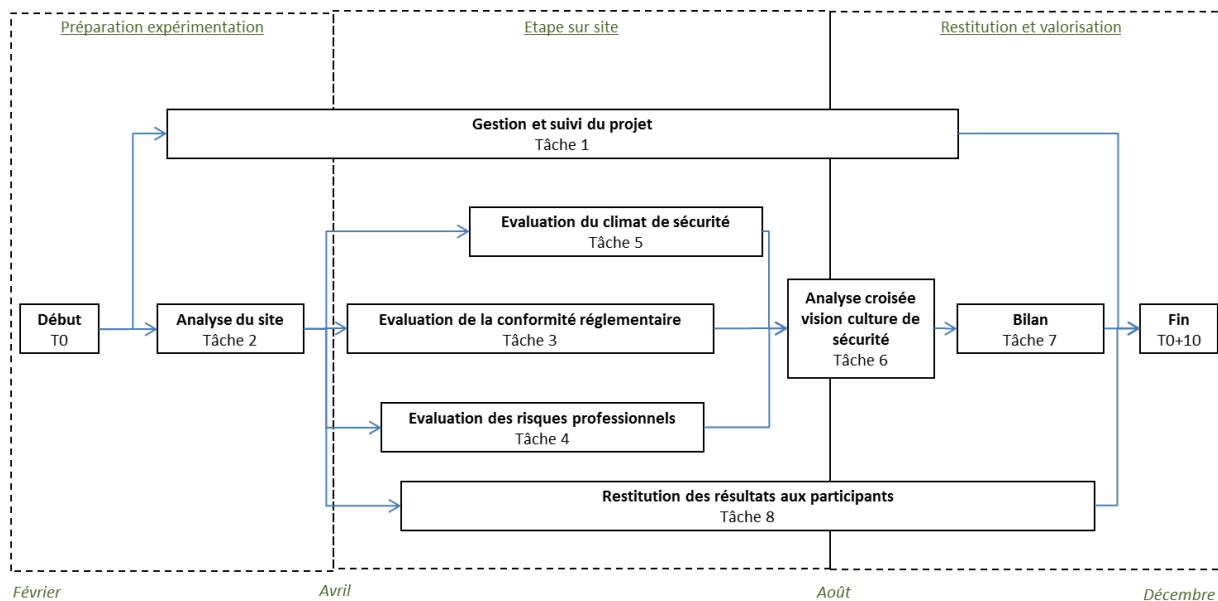 Préparation expérimentation
Etape sur site
Restitution et valorisation
Gestion et suivi du projet
Tâche 1
Evaluation du climat de sécurité
Tâche 5
Début
T0
Analyse du site
Tâche 2
Evaluation de la conformité réglementaire
Tâche 3
Analyse croisée
vision culture de
sécurité
Tâche 6
Bilan
Tâche 7
Fin
T0+10
Evaluation des risques professionnels
Tâche 4
Restitution des résultats aux participants
Tâche 8
Février
Avril
Août
Décembre